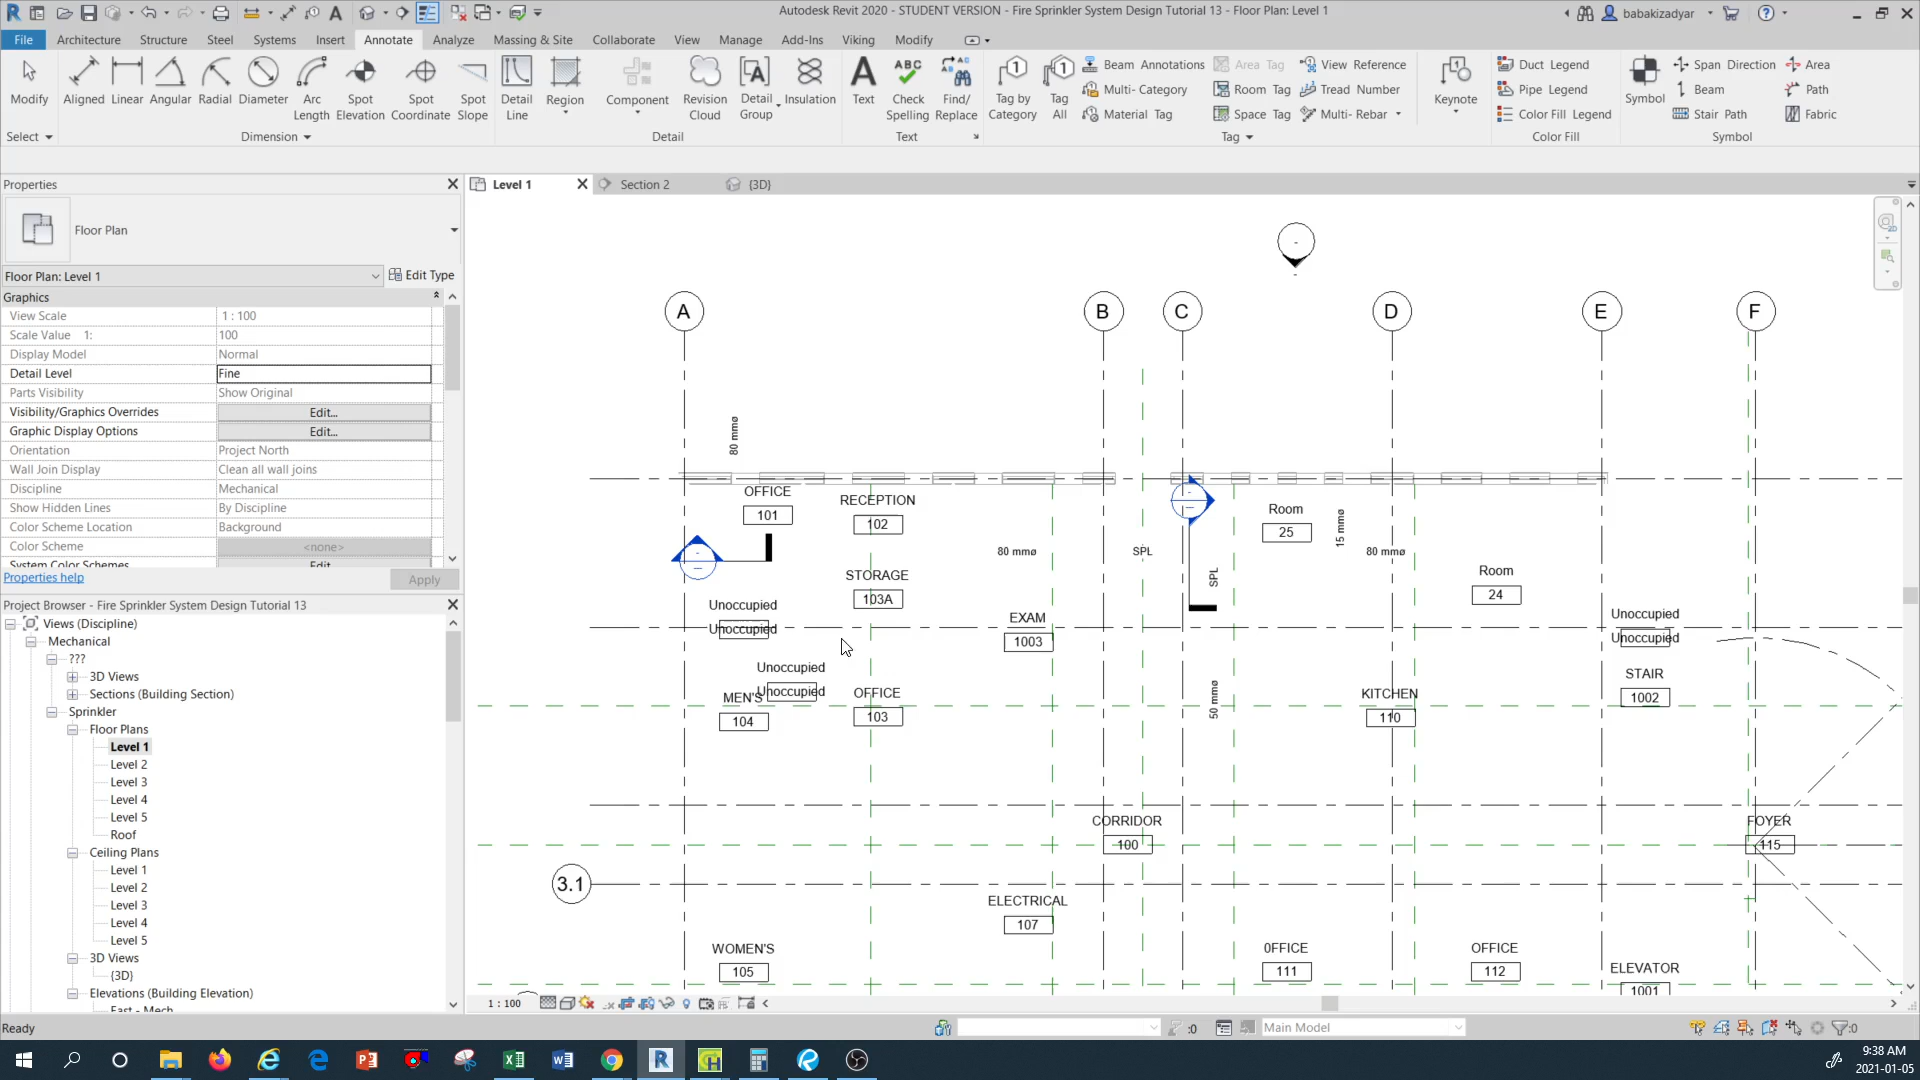 Autodesk Revit 2020 - STUDENT VERSION - Fire Sprinkler System Design Tutorial 13 - Floor Plan: Level 1
babakizadyar
File Architecture Structure Steel Systems Insert Annotate Analyze Massing & Site Collaborate View Manage Add-Ins Viking Modify
Modify
Aligned Linear Angular Radial Diameter Arc Length Spot Elevation Spot Coordinate Spot Slope
Detail Line Region Component Revision Cloud Detail Group Insulation
Text Check Spelling Find/ Replace
Tag by Category Tag All
Beam Annotations Area Tag View Reference
Multi- Category Room Tag Tread Number
Material Tag Space Tag Multi- Rebar
Keynote
Duct Legend
Pipe Legend
Color Fill Legend
Symbol
Span Direction Area
Beam Path
Stair Path Fabric
Select Dimension Detail Text Tag Color Fill Symbol
Properties
Level 1 Section 2 {3D}
Floor Plan
Floor Plan: Level 1 Edit Type
Graphics
View Scale 1 : 100
Scale Value 1: 100
Display Model Normal
Detail Level Fine
Parts Visibility Show Original
Visibility/Graphics Overrides Edit...
Graphic Display Options Edit...
Orientation Project North
Wall Join Display Clean all wall joins
Discipline Mechanical
Show Hidden Lines By Discipline
Color Scheme Location Background
Color Scheme <none>
System Color Schemes Edit...
Properties help Apply
Project Browser - Fire Sprinkler System Design Tutorial 13
Views (Discipline)
Mechanical
???
3D Views
Sections (Building Section)
Sprinkler
Floor Plans
Level 1
Level 2
Level 3
Level 4
Level 5
Roof
Ceiling Plans
Level 1
Level 2
Level 3
Level 4
Level 5
3D Views
{3D}
Elevations (Building Elevation)
East - Mech
A B C D E F
80 mmø
OFFICE
101
RECEPTION
102
Room
25
15 mmø
80 mmø SPL 80 mmø
SPL
STORAGE
103A
Room
24
Unoccupied
Unoccupied
EXAM
1003
Unoccupied
Unoccupied
Unoccupied
Unoccupied
MEN'S
104
OFFICE
103
50 mmø
KITCHEN
110
STAIR
1002
CORRIDOR
100
FOYER
115
3.1
ELECTRICAL
107
WOMEN'S
105
0FFICE
111
OFFICE
112
ELEVATOR
1001
1 : 100
Ready
:0
Main Model
:0
9:38 AM
2021-01-05